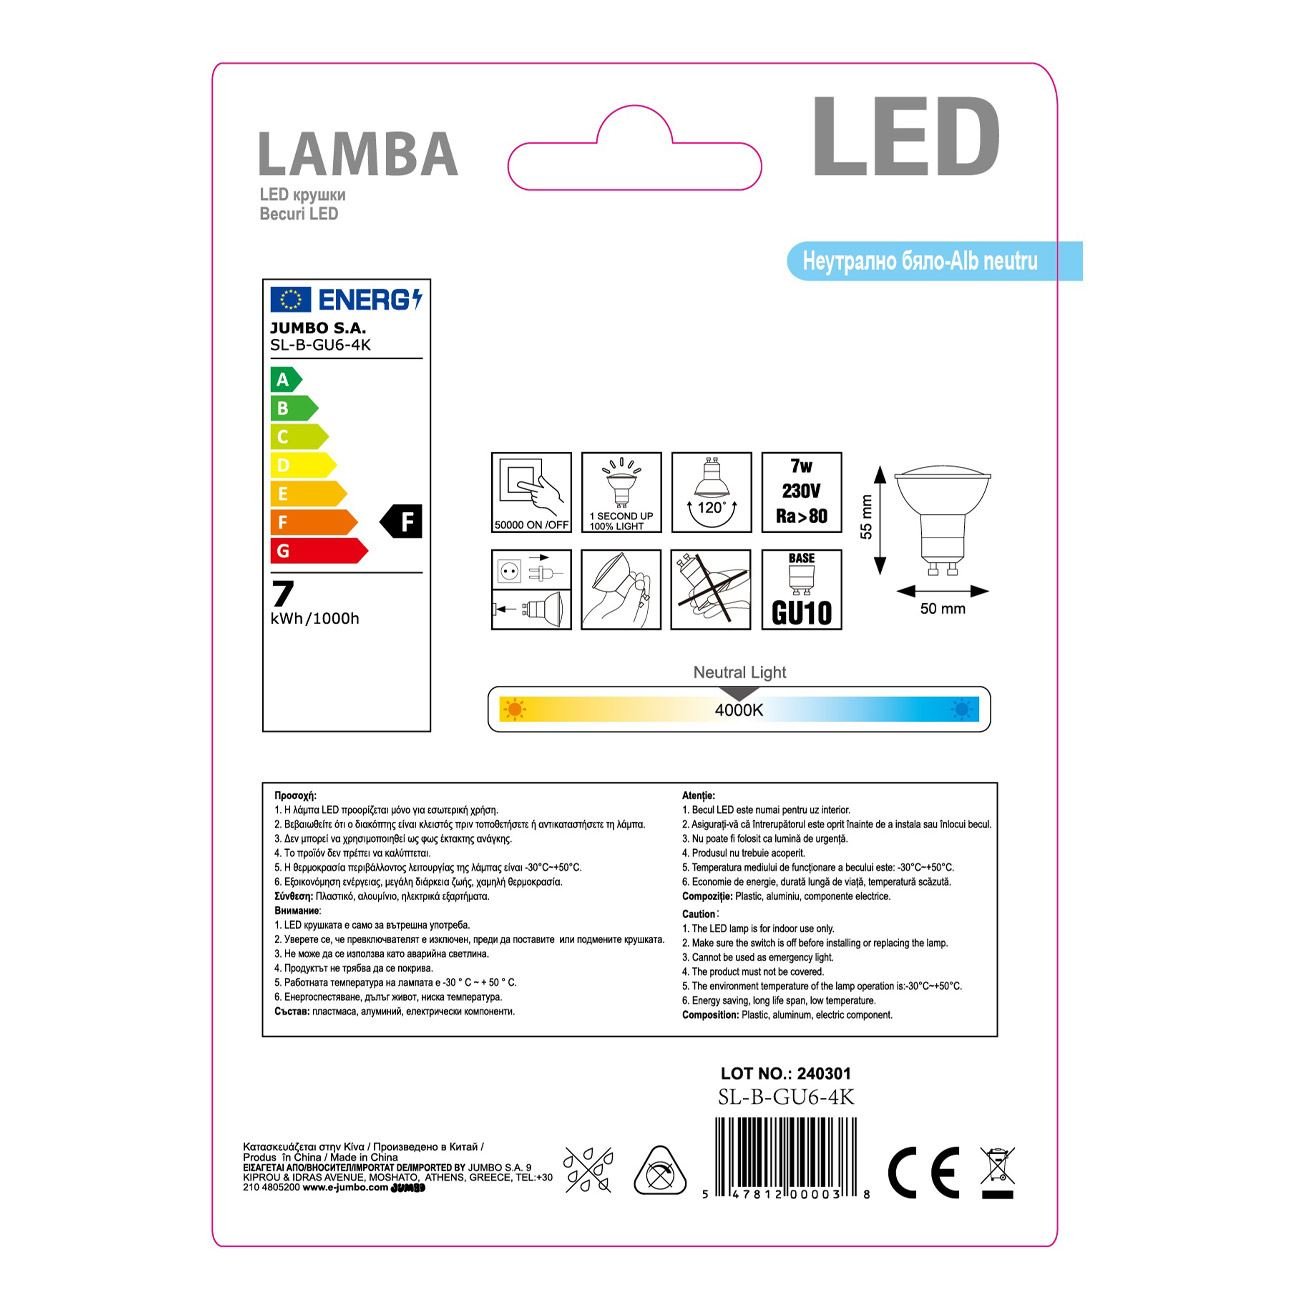 LAMBA
LED крушки
Becuri LED
LED
Неутрално бяло-Alb neutru
ENERG
JUMBO S.A.
SL-B-GU6-4K
A
B
C
D
E
F
G
F
7
kWh/1000h
50000 ON /OFF
1 SECOND UP
100% LIGHT
120°
7w
230V
Ra>80
BASE
GU10
55 mm
50 mm
Neutral Light
4000K
Προσοχή:
1. Η λάμπα LED προορίζεται μόνο για εσωτερική χρήση.
2. Βεβαιωθείτε ότι ο διακόπτης είναι κλειστός πριν τοποθετήσετε ή αντικαταστήσετε τη λάμπα.
3. Δεν μπορεί να χρησιμοποιηθεί ως φως έκτακτης ανάγκης.
4. Το προϊόν δεν πρέπει να καλύπτεται.
5. Η θερμοκρασία περιβάλλοντος λειτουργίας της λάμπας είναι -30°C~+50°C.
6. Εξοικονόμηση ενέργειας, μεγάλη διάρκεια ζωής, χαμηλή θερμοκρασία.
Σύνθεση: Πλαστικό, αλουμίνιο, ηλεκτρικά εξαρτήματα.
Внимание:
1. LED крушката е само за вътрешна употреба.
2. Уверете се, че превключвателят е изключен, преди да поставите или подмените крушката.
3. Не може да се използва като аварийна светлина.
4. Продуктът не трябва да се покрива.
5. Работната температура на лампата е -30 ° C ~ + 50 ° C.
6. Енергоспестяване, дълъг живот, ниска температура.
Състав: пластмаса, алуминий, електрически компоненти.
Atenție:
1. Becul LED este numai pentru uz interior.
2. Asigurați-vă că întrerupătorul este oprit înainte de a instala sau înlocui becul.
3. Nu poate fi folosit ca lumină de urgență.
4. Produsul nu trebuie acoperit.
5. Temperatura mediului de funcționare a becului este: -30°C~+50°C.
6. Economie de energie, durată lungă de viață, temperatură scăzută.
Compoziție: Plastic, aluminiu, componente electrice.
Caution:
1. The LED lamp is for indoor use only.
2. Make sure the switch is off before installing or replacing the lamp.
3. Cannot be used as emergency light.
4. The product must not be covered.
5. The environment temperature of the lamp operation is:-30°C~+50°C.
6. Energy saving, long life span, low temperature.
Composition: Plastic, aluminum, electric component.
LOT NO.: 240301
SL-B-GU6-4K
5 47812 00003 8
Κατασκευάζεται στην Κίνα / Произведено в Китай /
Produs în China / Made in China
ΕΙΣΑΓΕΤΑΙ ΑΠΟ/ВНОСИТЕЛ/IMPORTAT DE/IMPORTED BY JUMBO S.A. 9
KIPROU & IDRAS AVENUE, MOSHATO, ATHENS, GREECE, TEL:+30
210 4805200 www.e-jumbo.com JUMBO
CE